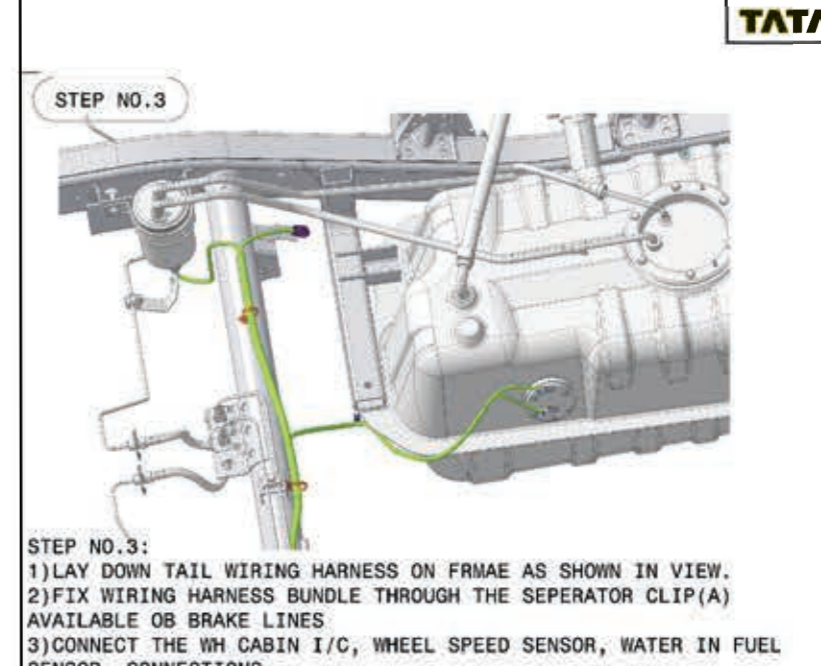 TATA
STEP NO.3
STEP NO.3:
1)LAY DOWN TAIL WIRING HARNESS ON FRMAE AS SHOWN IN VIEW.
2)FIX WIRING HARNESS BUNDLE THROUGH THE SEPERATOR CLIP(A)
AVAILABLE OB BRAKE LINES
3)CONNECT THE WH CABIN I/C, WHEEL SPEED SENSOR, WATER IN FUEL
SENSOR CONNECTIONS